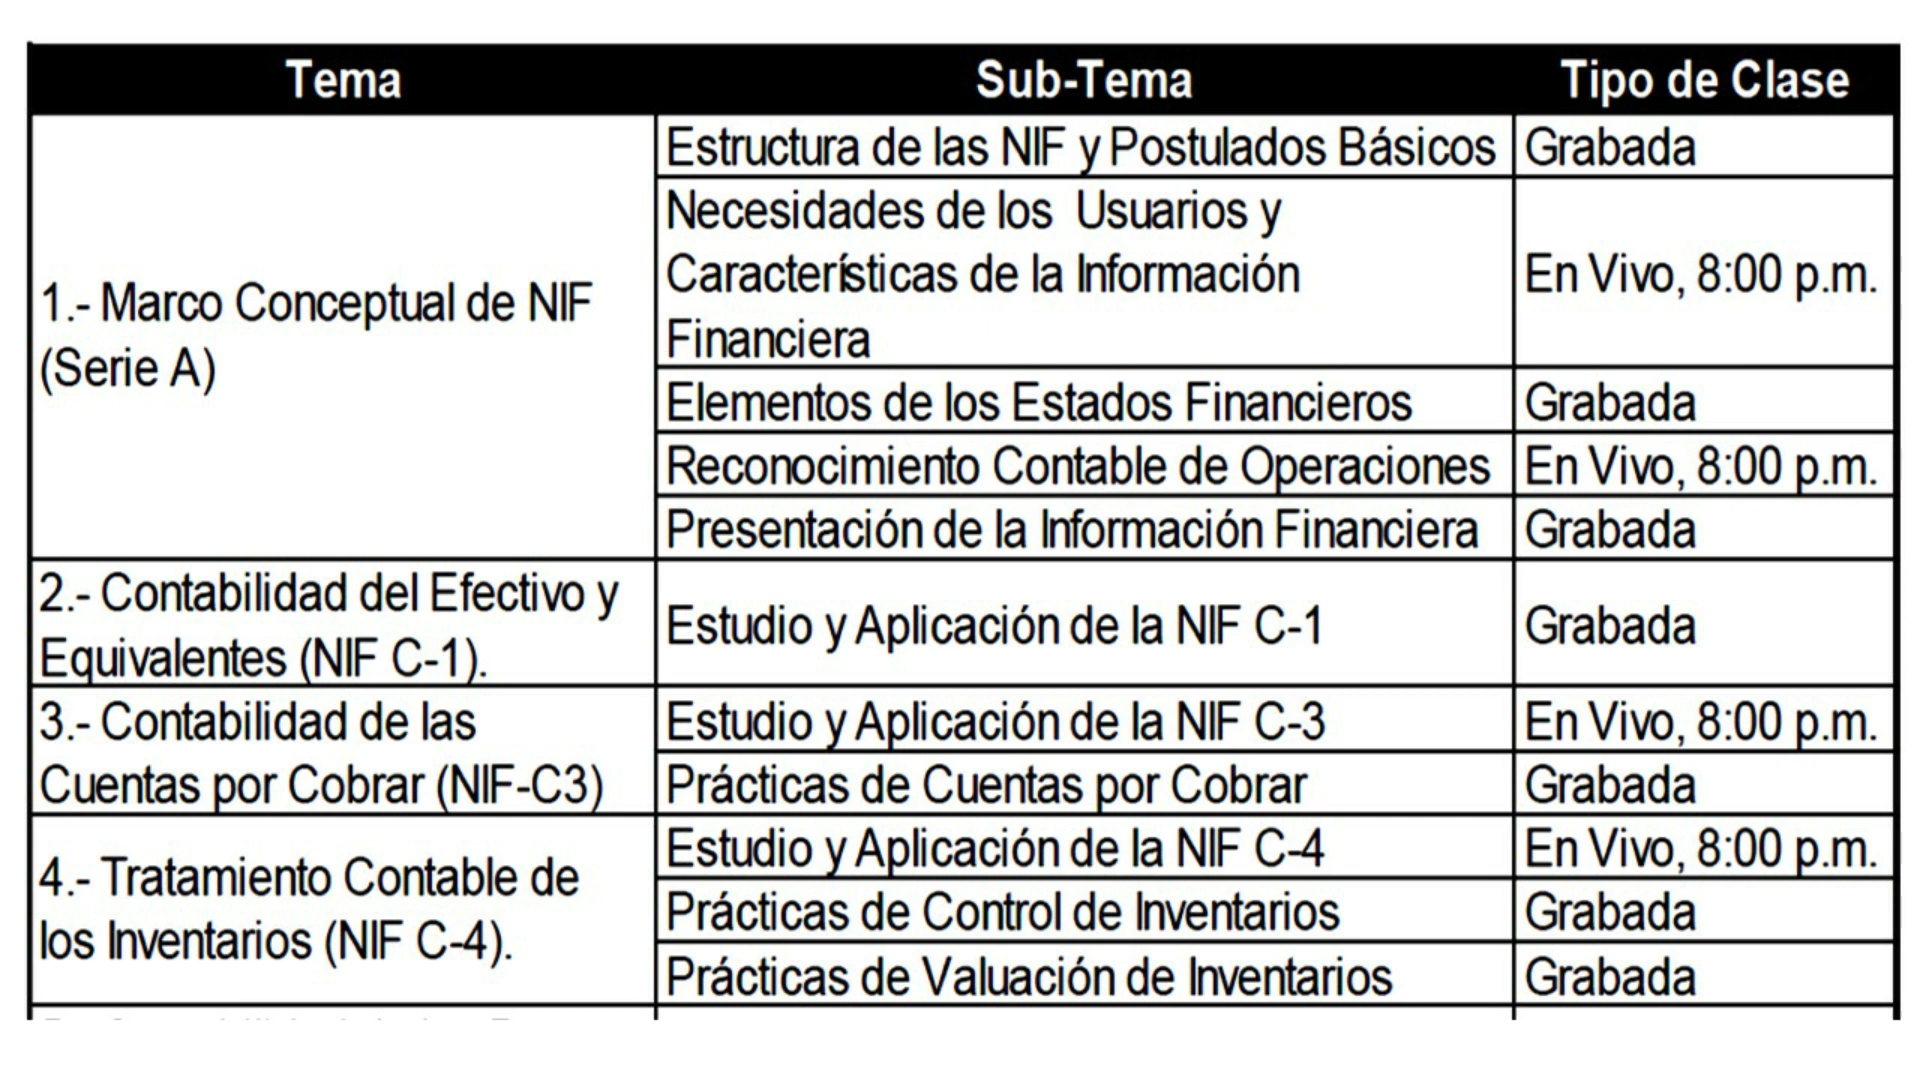 Tema Sub-Tema Tipo de Clase
1.- Marco Conceptual de NIF
(Serie A)
Estructura de las NIF y Postulados Básicos Grabada
Necesidades de los Usuarios y
Características de la Información
Financiera
En Vivo, 8:00 p.m.
Elementos de los Estados Financieros Grabada
Reconocimiento Contable de Operaciones En Vivo, 8:00 p.m.
Presentación de la Información Financiera Grabada
2.- Contabilidad del Efectivo y
Equivalentes (NIF C-1).
Estudio y Aplicación de la NIF C-1 Grabada
3.- Contabilidad de las
Cuentas por Cobrar (NIF-C3)
Estudio y Aplicación de la NIF C-3 En Vivo, 8:00 p.m.
Prácticas de Cuentas por Cobrar Grabada
4.- Tratamiento Contable de
los Inventarios (NIF C-4).
Estudio y Aplicación de la NIF C-4 En Vivo, 8:00 p.m.
Prácticas de Control de Inventarios Grabada
Prácticas de Valuación de Inventarios Grabada